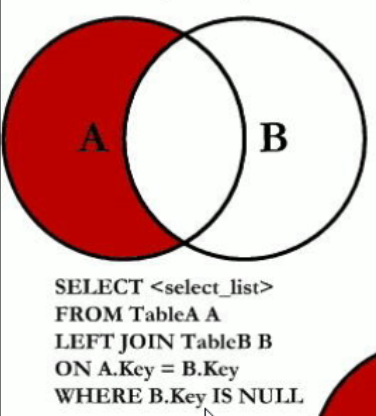 A B
SELECT <select_list>
FROM TableA A
LEFT JOIN TableB B
ON A.Key = B.Key
WHERE B.Key IS NULL